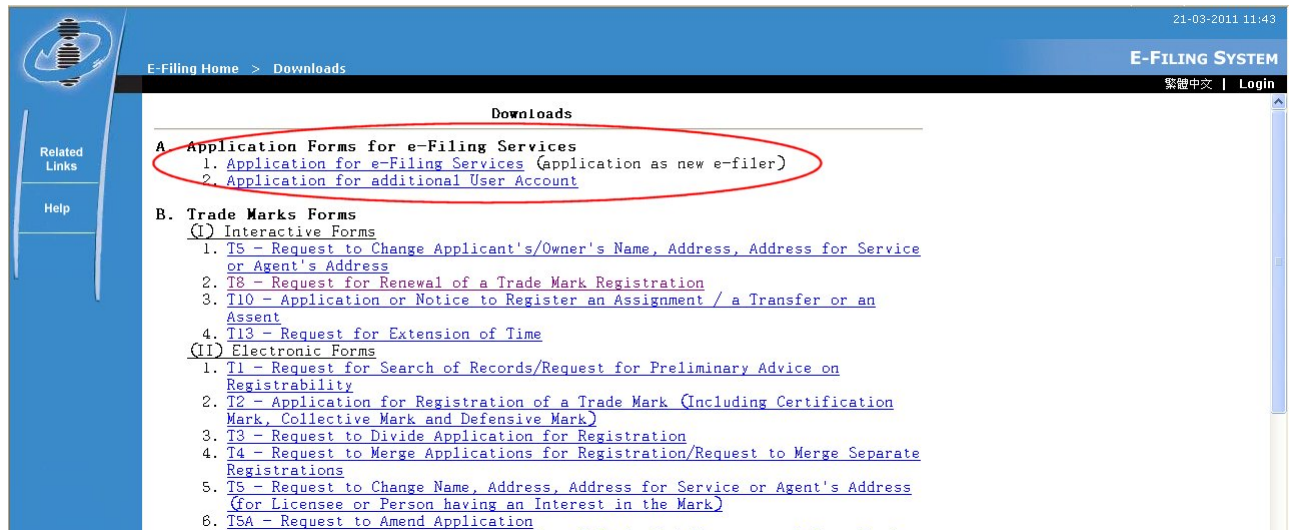 21-03-2011 11:43
E-Filing Home > Downloads
E-FILING SYSTEM
繁體中文 | Login
Related
Links
Help
Downloads
A. Application Forms for e-Filing Services
1. Application for e-Filing Services (application as new e-filer)
2. Application for additional User Account
B. Trade Marks Forms
(I) Interactive Forms
1. T5 - Request to Change Applicant's/Owner's Name, Address, Address for Service
or Agent's Address
2. T8 - Request for Renewal of a Trade Mark Registration
3. T10 - Application or Notice to Register an Assignment / a Transfer or an
Assent
4. T13 - Request for Extension of Time
(II) Electronic Forms
1. T1 - Request for Search of Records/Request for Preliminary Advice on
Registrability
2. T2 - Application for Registration of a Trade Mark (Including Certification
Mark, Collective Mark and Defensive Mark)
3. T3 - Request to Divide Application for Registration
4. T4 - Request to Merge Applications for Registration/Request to Merge Separate
Registrations
5. T5 - Request to Change Name, Address, Address for Service or Agent's Address
(for Licensee or Person having an Interest in the Mark)
6. T5A - Request to Amend Application